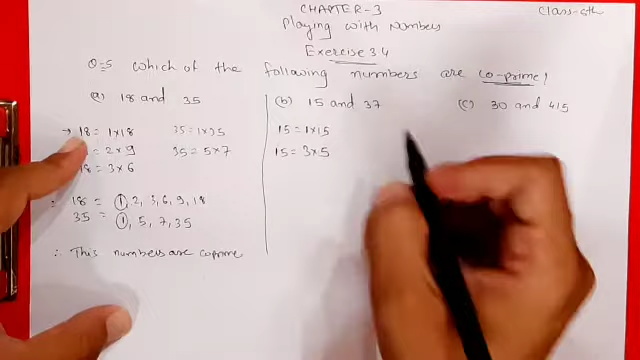 CHAPTER-3
Class-6th
Playing with Numbers
Exercise 3.4
Q=5 Which of the following numbers are co-prime?
(a) 18 and 35
(b) 15 and 37
(c) 30 and 415
→ 18 = 1×18 35 = 1×35
= 2×9 35 = 5×7
18 = 3×6
15 = 1×15
15 = 3×5
18 = 1, 2, 3, 6, 9, 18
35 = 1, 5, 7, 35
∴ This numbers are coprime